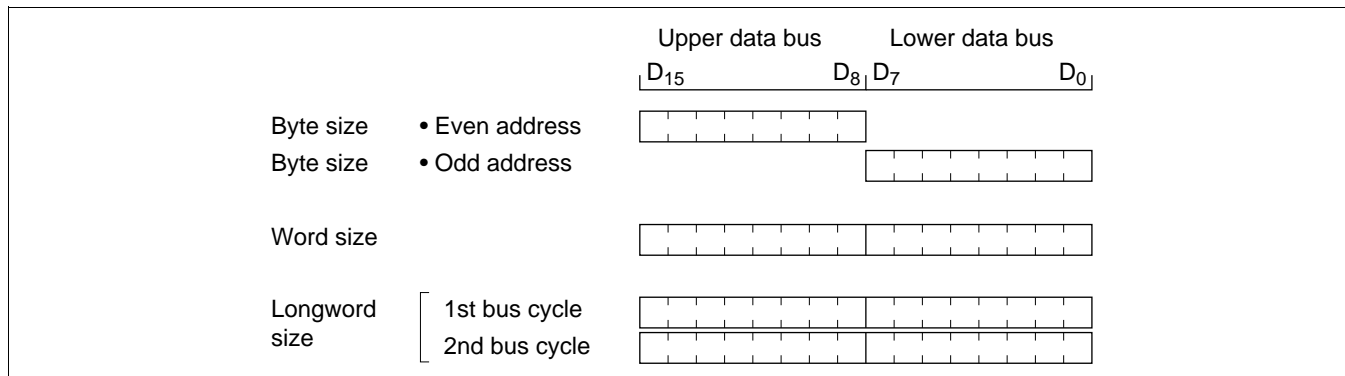 Upper data bus Lower data bus
D15 D8 D7 D0
Byte size • Even address
Byte size • Odd address
Word size
Longword size 1st bus cycle
2nd bus cycle